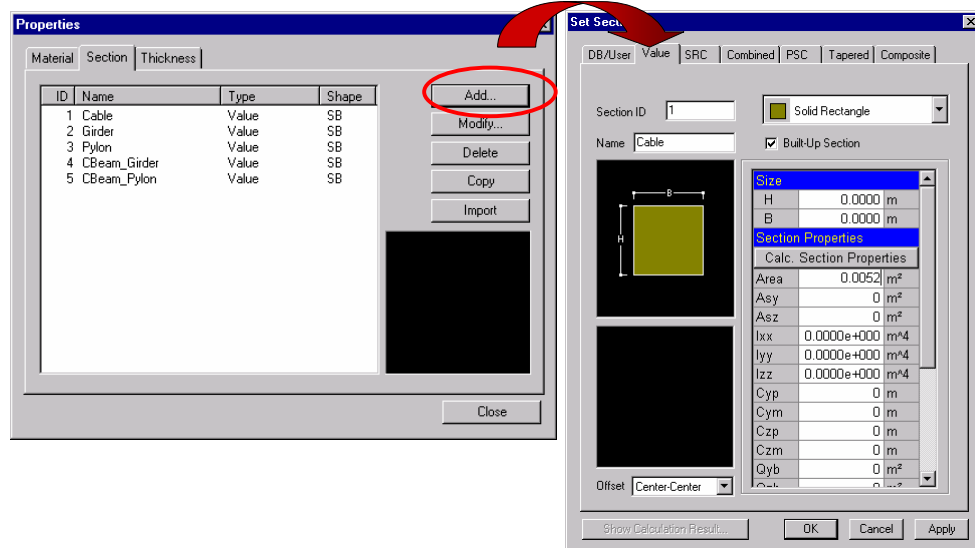 Properties
Material Section Thickness
ID Name Type Shape
1 Cable Value SB
2 Girder Value SB
3 Pylon Value SB
4 CBeam_Girder Value SB
5 CBeam_Pylon Value SB
Add...
Modify...
Delete
Copy
Import
Close
Set
DB/User Value SRC Combined PSC Tapered Composite
Section ID 1 Solid Rectangle
Name Cable Built-Up Section
B
H
Size
H 0.0000 m
B 0.0000 m
Section Properties
Calc. Section Properties
Area 0.0052 m²
Asy 0 m²
Asz 0 m²
Ixx 0.0000e+000 m^4
Iyy 0.0000e+000 m^4
Izz 0.0000e+000 m^4
Cyp 0 m
Cym 0 m
Czp 0 m
Czm 0 m
Qyb 0 m²
Offset Center-Center
Show Calculation Result... OK Cancel Apply